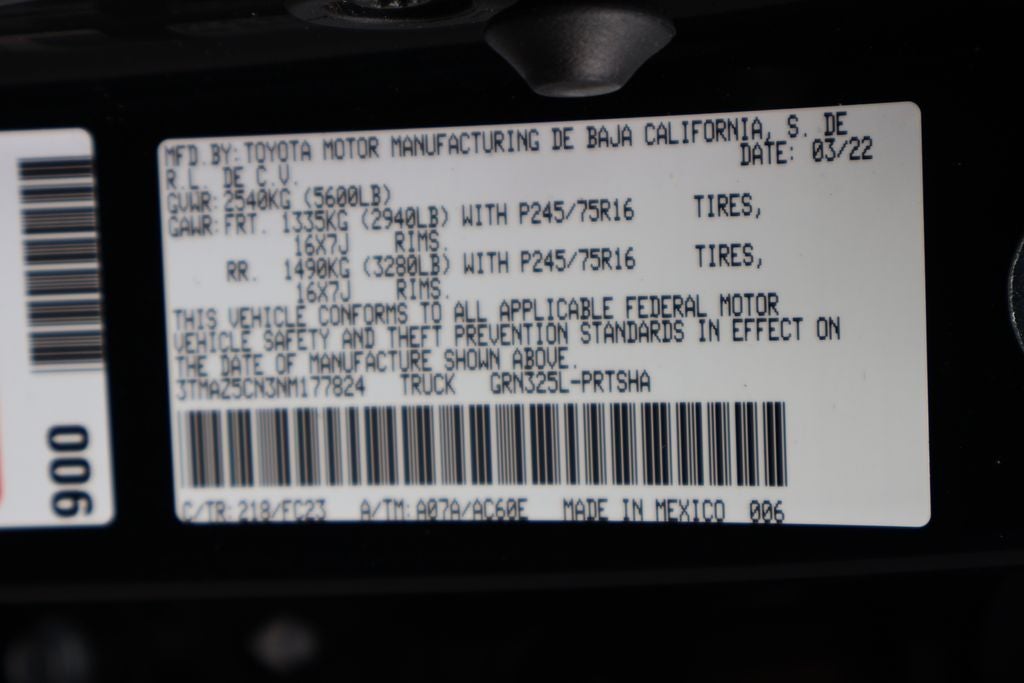 MFD.BY:TOYOTA MOTOR MANUFACTURING DE BAJA CALIFORNIA, S. DE
R.L. DE C.V. DATE: 03/22
GVWR:2540KG (5600LB)
GAWR:FRT. 1335KG (2940LB) WITH P245/75R16 TIRES,
16X7J RIMS.
RR. 1490KG (3280LB) WITH P245/75R16 TIRES,
16X7J RIMS.
THIS VEHICLE CONFORMS TO ALL APPLICABLE FEDERAL MOTOR
VEHICLE SAFETY AND THEFT PREVENTION STANDARDS IN EFFECT ON
THE DATE OF MANUFACTURE SHOWN ABOVE.
3TMAZ5CN3NM177824 TRUCK GRN325L-PRTSHA
C/TR:218/FC23 A/TM:A07A/AC60E MADE IN MEXICO 006
006